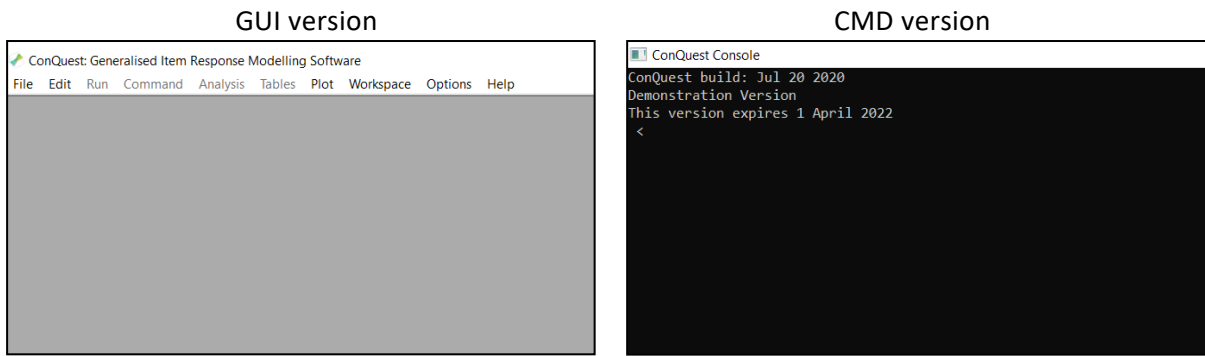 GUI version
ConQuest: Generalised Item Response Modelling Software
File Edit Run Command Analysis Tables Plot Workspace Options Help
CMD version
ConQuest Console
ConQuest build: Jul 20 2020
Demonstration Version
This version expires 1 April 2022
<